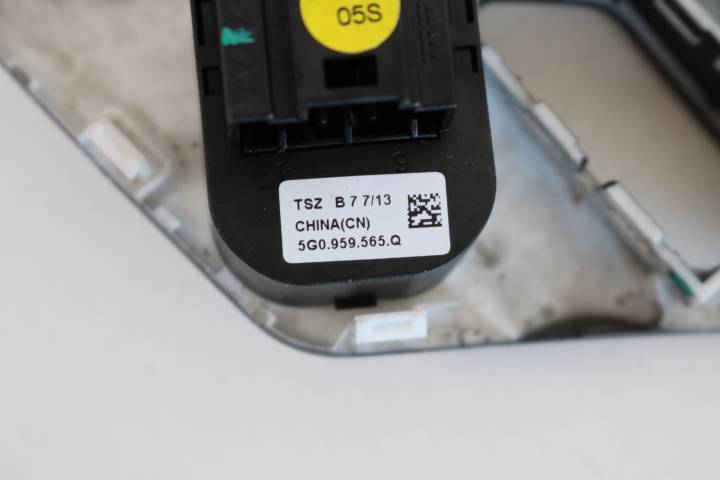 05S
TSZ B 7 7/13
CHINA(CN)
5G0.959.565.Q